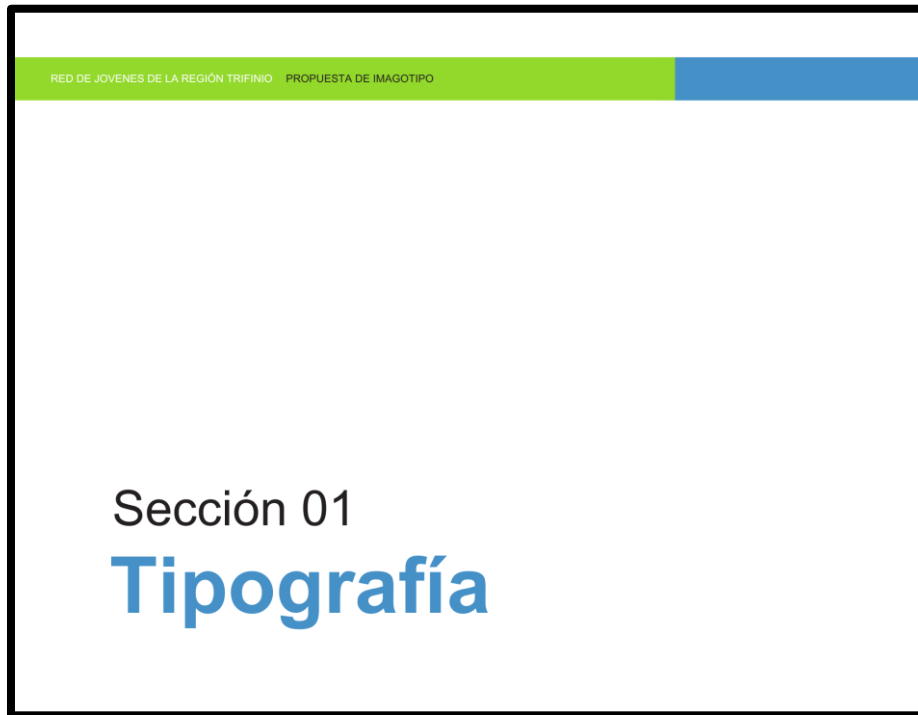 RED DE JOVENES DE LA REGIÓN TRIFINIO PROPUESTA DE IMAGOTIPO
Sección 01
Tipografía